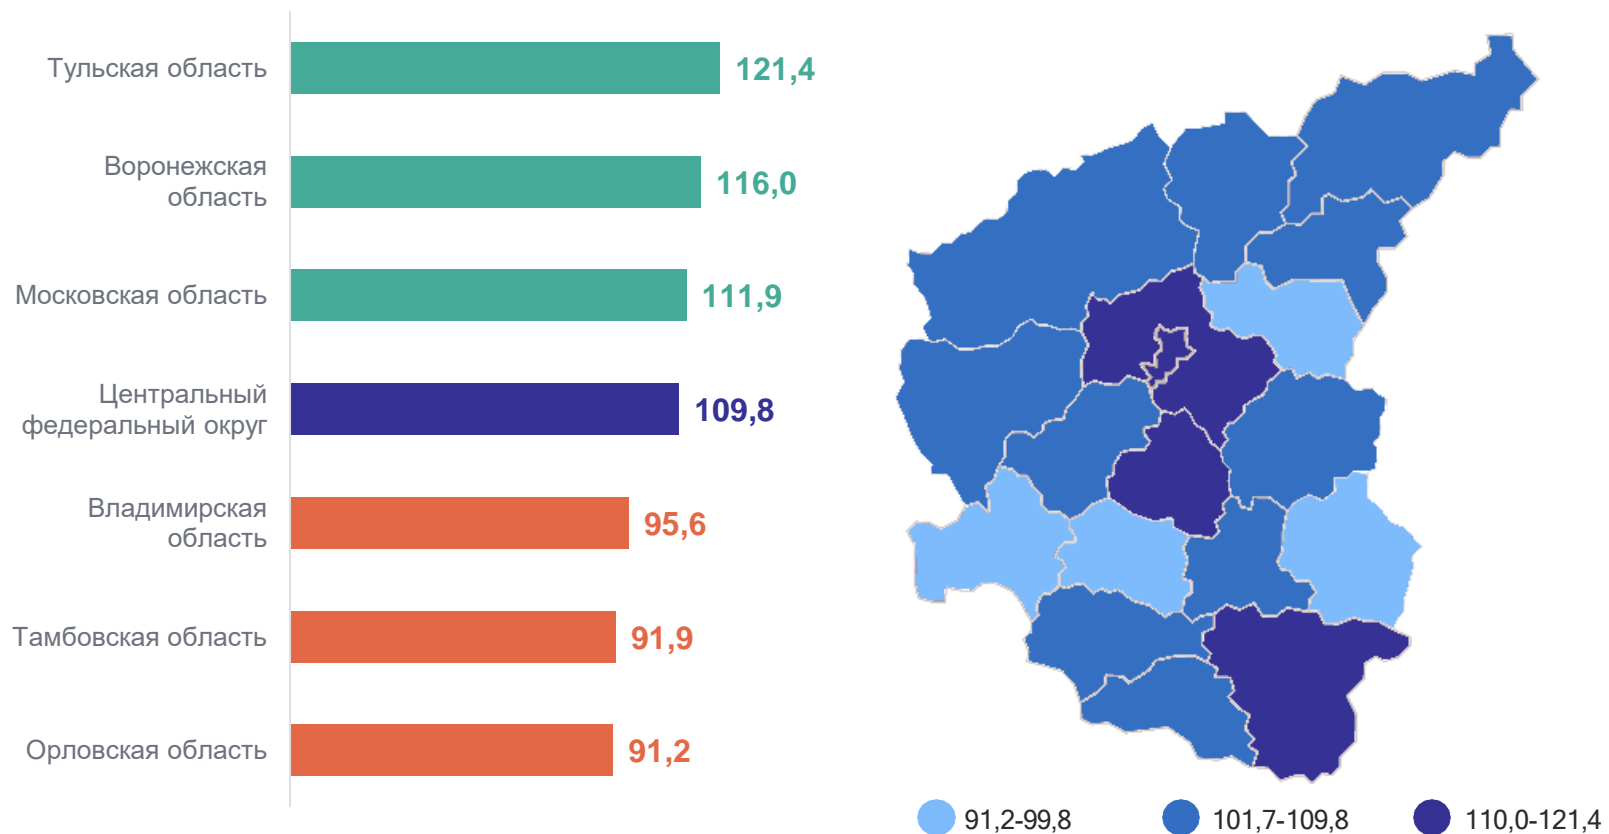 Тульская область
121,4
Воронежская
область
116,0
Московская область
111,9
Центральный
федеральный округ
109,8
Владимирская
область
95,6
Тамбовская область
91,9
Орловская область
91,2
91,2-99,8
101,7-109,8
110,0-121,4